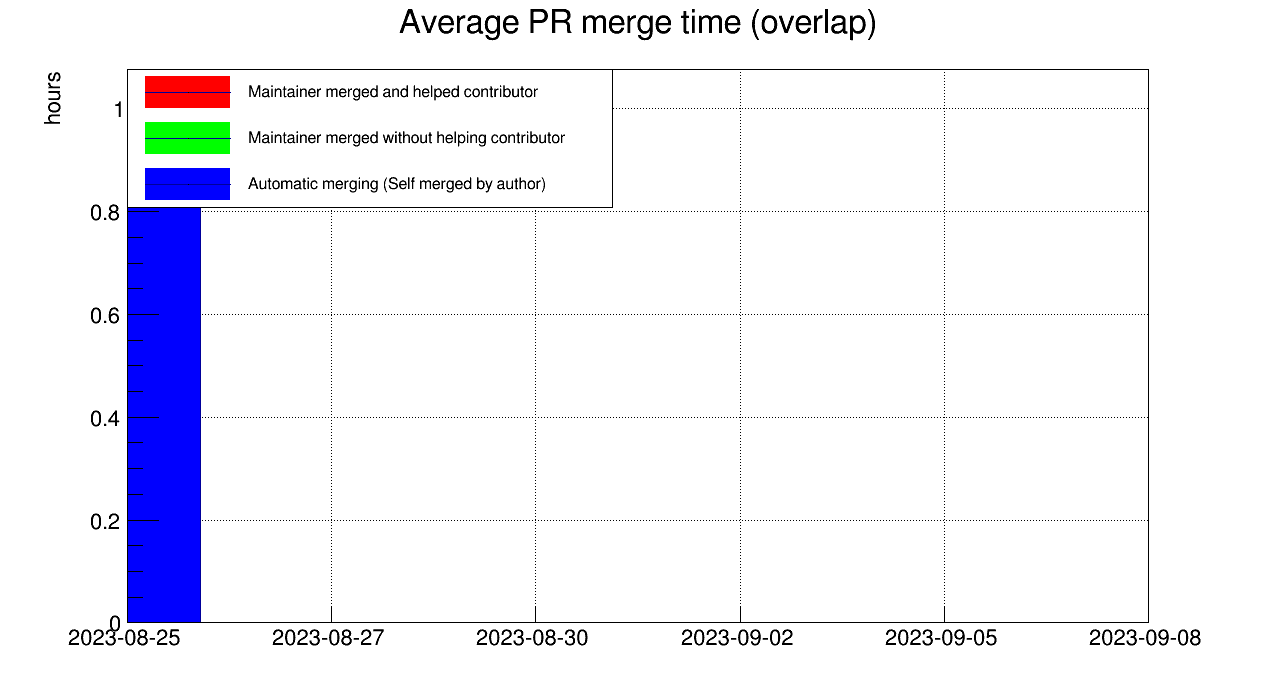 Average PR merge time (overlap)
hours
Maintainer merged and helped contributor
Maintainer merged without helping contributor
Automatic merging (Self merged by author)
1
0.8
0.6
0.4
0.2
0
2023-08-25 2023-08-27 2023-08-30 2023-09-02 2023-09-05 2023-09-08